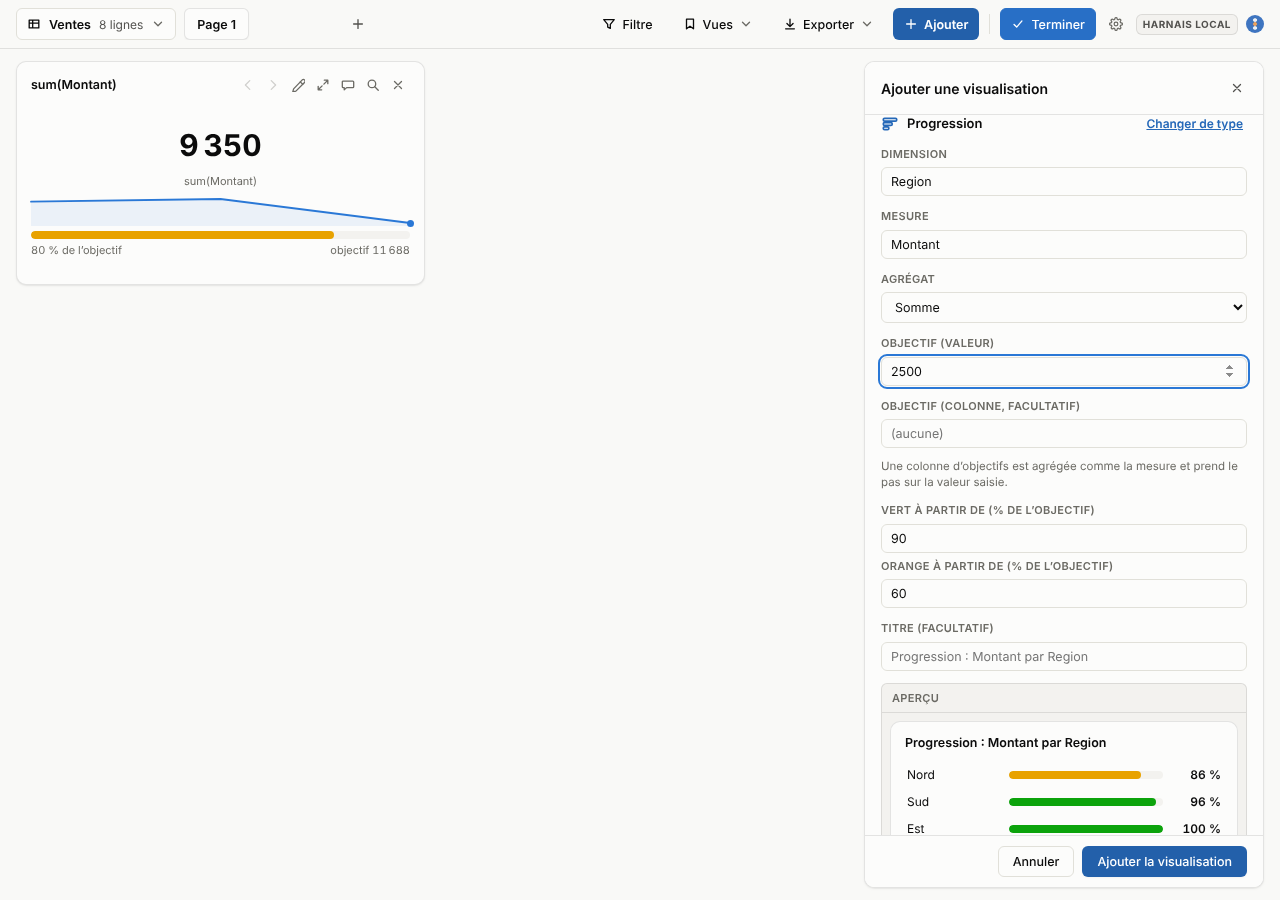 Ventes 8 lignes
Page 1
Filtre
Vues
Exporter
Ajouter
Terminer
HARNAIS LOCAL
sum(Montant)
9 350
sum(Montant)
80 % de l’objectif
objectif 11 688
Ajouter une visualisation
Progression
Changer de type
DIMENSION
Region
MESURE
Montant
AGRÉGAT
Somme
OBJECTIF (VALEUR)
2500
OBJECTIF (COLONNE, FACULTATIF)
(aucune)
Une colonne d’objectifs est agrégée comme la mesure et prend le
pas sur la valeur saisie.
VERT À PARTIR DE (% DE L’OBJECTIF)
90
ORANGE À PARTIR DE (% DE L’OBJECTIF)
60
TITRE (FACULTATIF)
Progression : Montant par Region
APERÇU
Progression : Montant par Region
Nord 86 %
Sud 96 %
Est 100 %
Annuler
Ajouter la visualisation